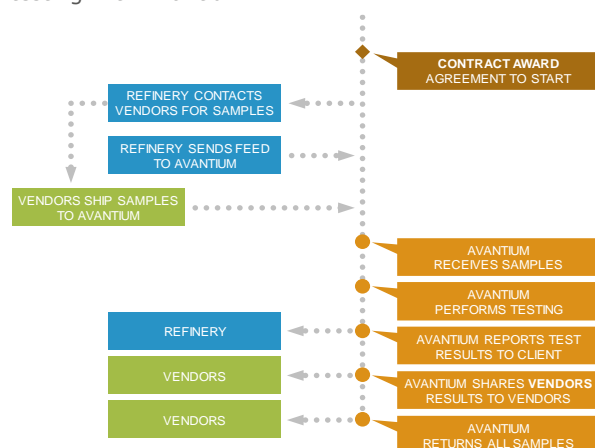 CONTRACT AWARD
AGREEMENT TO START
REFINERY CONTACTS
VENDORS FOR SAMPLES
REFINERY SENDS FEED
TO AVANTIUM
VENDORS SHIP SAMPLES
TO AVANTIUM
AVANTIUM
RECEIVES SAMPLES
AVANTIUM
PERFORMS TESTING
REFINERY
AVANTIUM REPORTS TEST
RESULTS TO CLIENT
VENDORS
AVANTIUM SHARES VENDORS
RESULTS TO VENDORS
VENDORS
AVANTIUM
RETURNS ALL SAMPLES